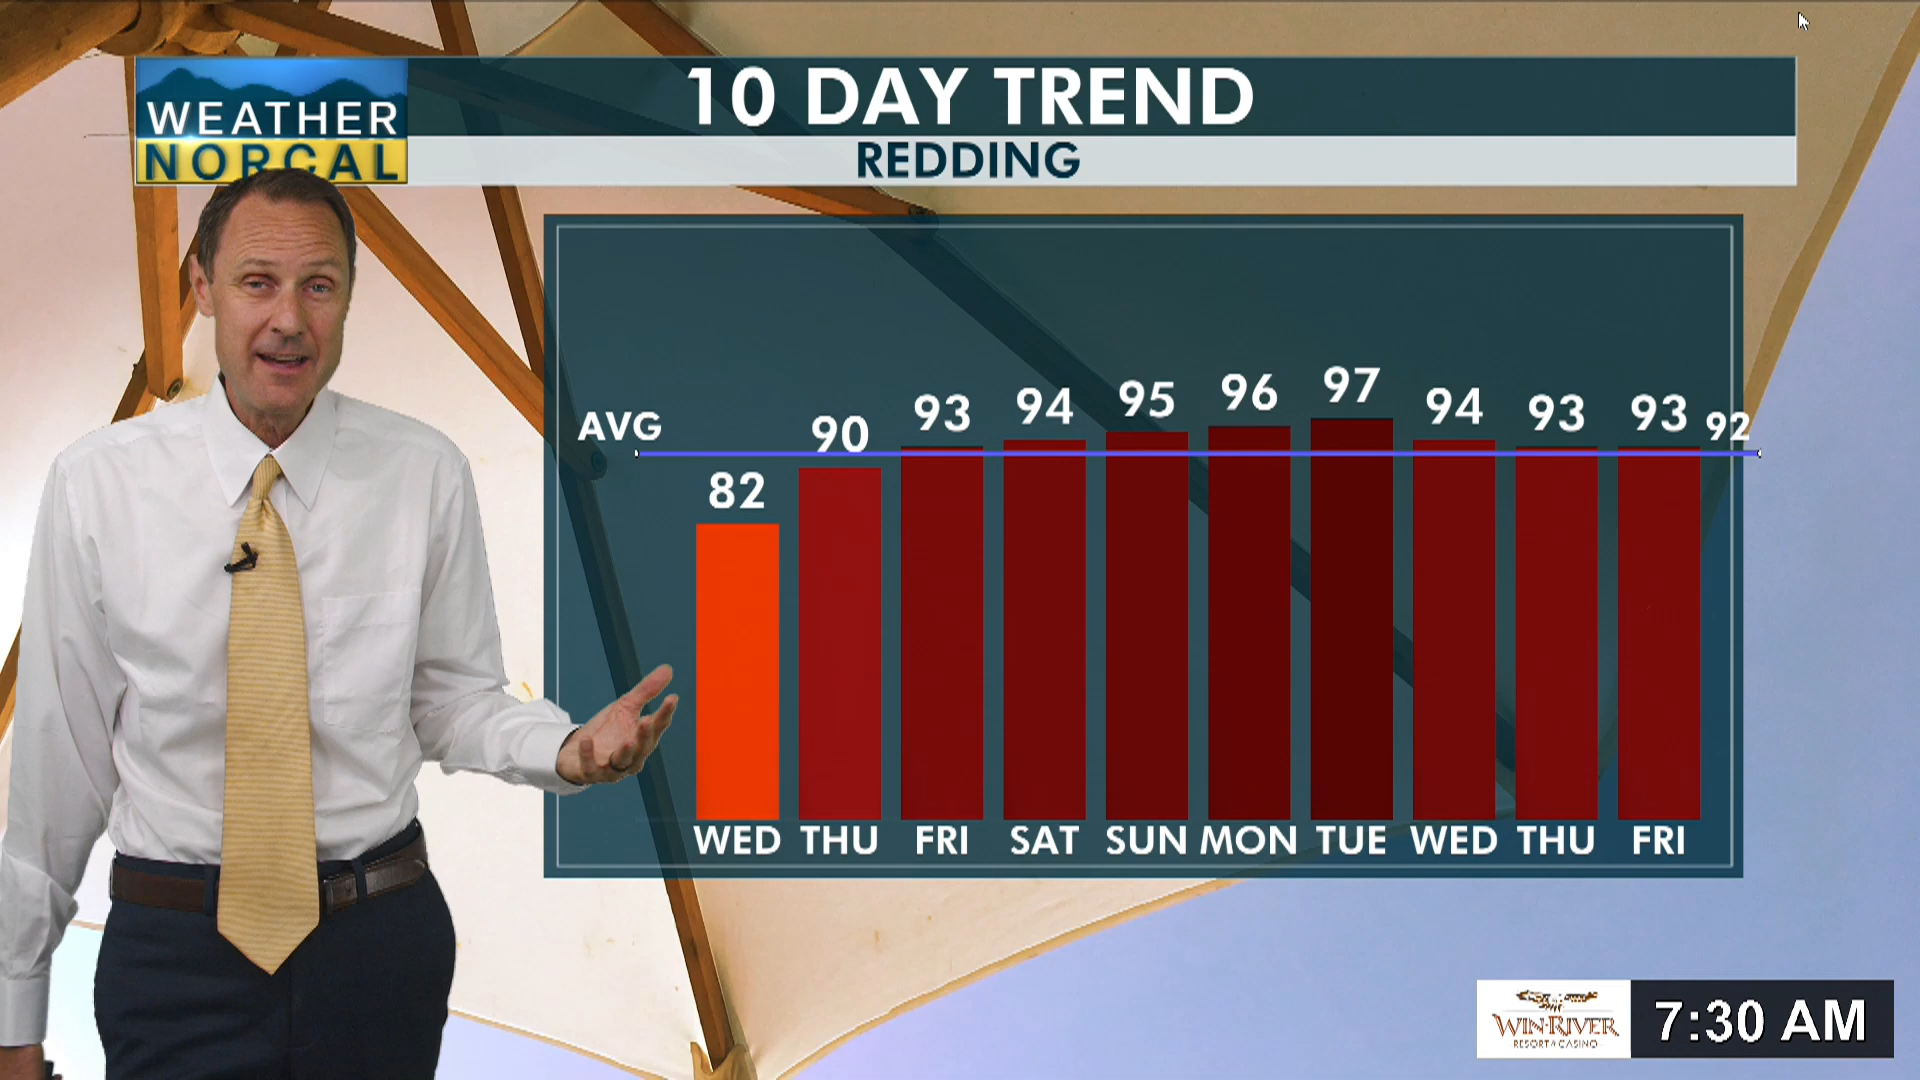 WEATHER
NORCAL
10 DAY TREND
REDDING
AVG
82
90
93
94
95
96
97
94
93
93
92
WED THU FRI SAT SUN MON TUE WED THU FRI
WIN-RIVER
RESORT & CASINO
7:30 AM